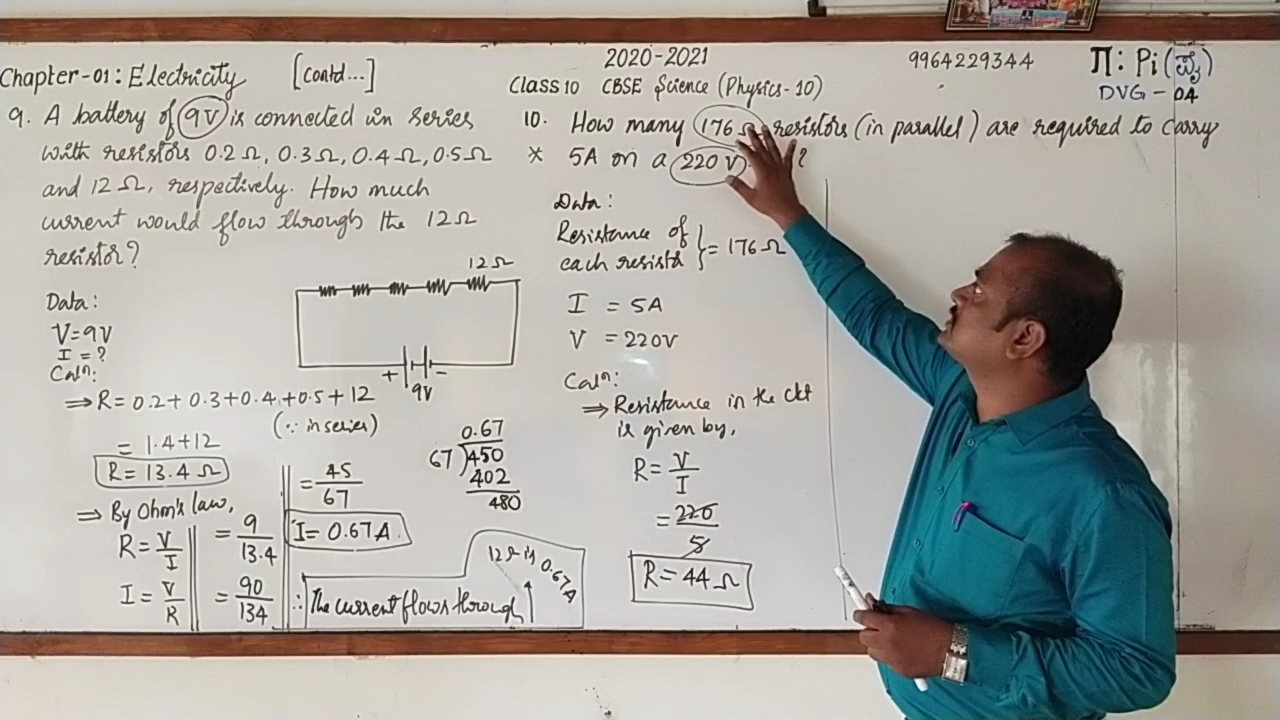 2020-2021
Chapter-01: Electricity [Contd...]
Class 10 CBSE Science (Physics-10)
9964229344
Π: Pi (ಪೈ)
DVG - 04
9. A battery of 9V is connected in series
with resistors 0.2 Ω, 0.3 Ω, 0.4 Ω, 0.5 Ω
and 12 Ω, respectively. How much
current would flow through the 12 Ω
resistor?
12 Ω
+ 9V -
Data:
V = 9V
I = ?
Calⁿ:
⇒ R = 0.2 + 0.3 + 0.4 + 0.5 + 12
(∵ in series)
= 1.4 + 12
R = 13.4 Ω
⇒ By Ohm's law,
R = V/I
I = V/R
= 9/13.4
= 90/134
= 45/67
I = 0.67 A.
0.67
67)450
402
480
∴ The current flows through
12 Ω is 0.67A
10. How many 176 Ω resistors (in parallel) are required to carry
* 5A on a 220 V ?
Data:
Resistance of
each resistor } = 176 Ω
I = 5A
V = 220V
Calⁿ:
⇒ Resistance in the ckt
is given by,
R = V/I
= 220/5
R = 44 Ω